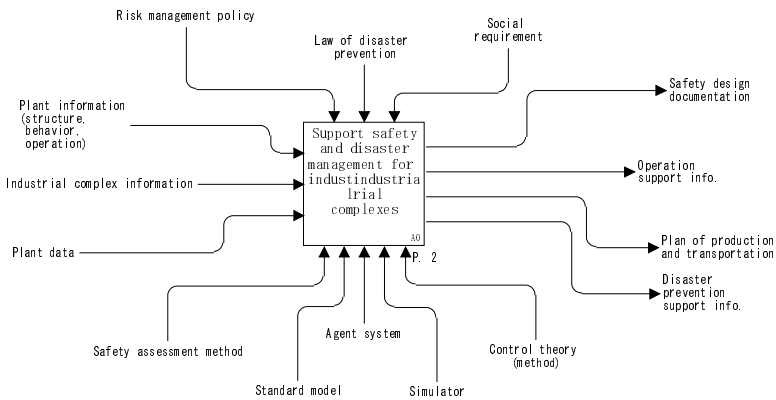 Risk management policy
Law of disaster
prevention
Social
requirement
Plant information
(structure,
behavior,
operation)
Industrial complex information
Plant data
Support safety
and disaster
management for
industindustria
lrial
complexes
A0
P. 2
Safety design
documentation
Operation
support info.
Plan of production
and transportation
Disaster
prevention
support info.
Safety assessment method
Standard model
Agent system
Simulator
Control theory
(method)